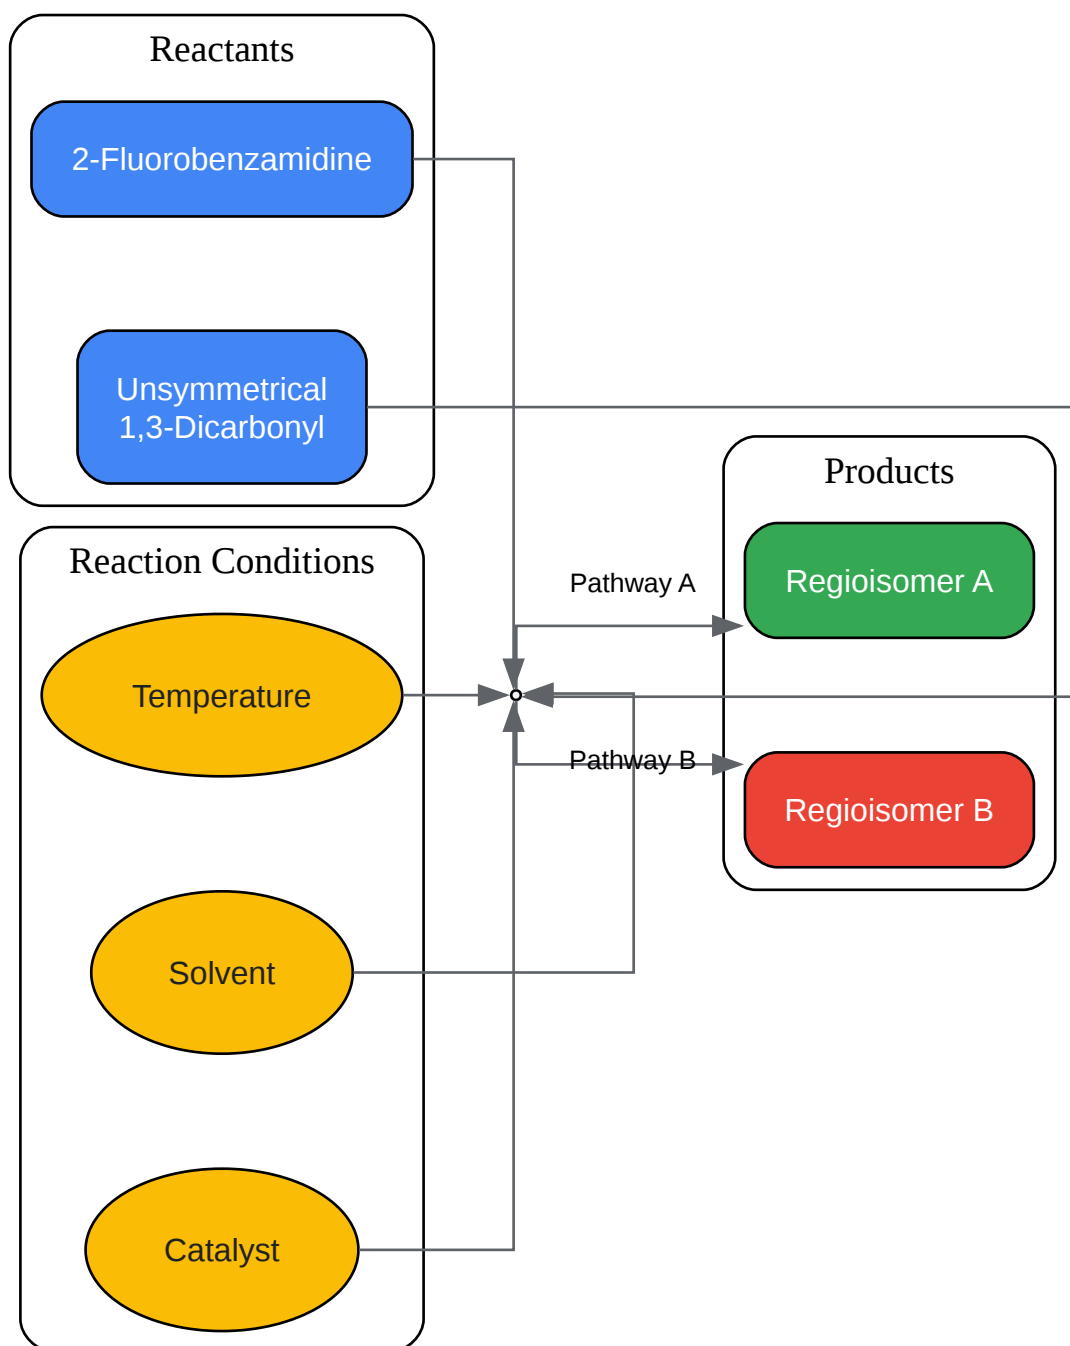 Reactants
2-Fluorobenzamidine
Unsymmetrical
1,3-Dicarbonyl
Reaction Conditions
Temperature
Solvent
Catalyst
Pathway A
Pathway B
Products
Regioisomer A
Regioisomer B